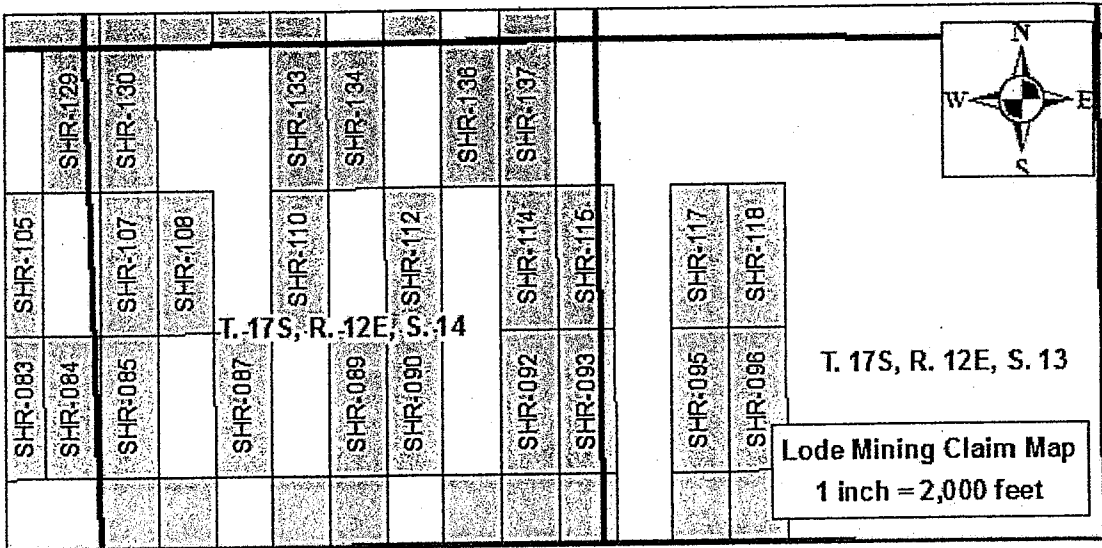 SHR-129
SHR-130
SHR-133
SHR-134
SHR-136
SHR-137
N
W
E
S
SHR-105
SHR-107
SHR-108
SHR-110
SHR-112
SHR-114
SHR-115
SHR-117
SHR-118
T. 17S, R. 12E, S. 14
SHR-083
SHR-084
SHR-085
SHR-087
SHR-089
SHR-090
SHR-092
SHR-093
SHR-095
SHR-096
T. 17S, R. 12E, S. 13
Lode Mining Claim Map
1 inch = 2,000 feet